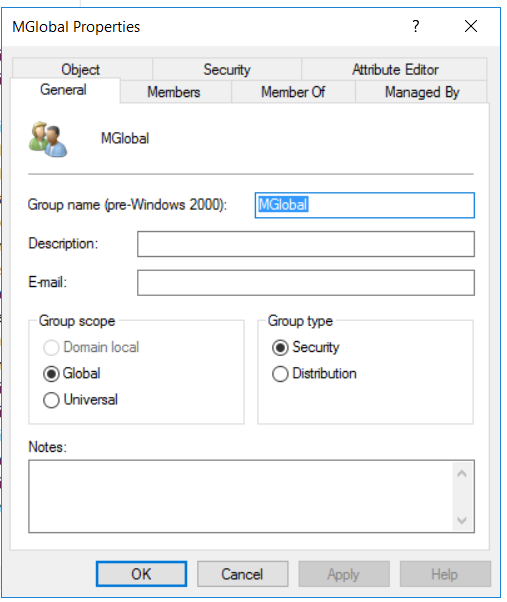 MGlobal Properties
?
Object Security Attribute Editor
General Members Member Of Managed By
MGlobal
Group name (pre-Windows 2000): MGlobal
Description:
E-mail:
Group scope Group type
Domain local Security
Global Distribution
Universal
Notes:
OK Cancel Apply Help